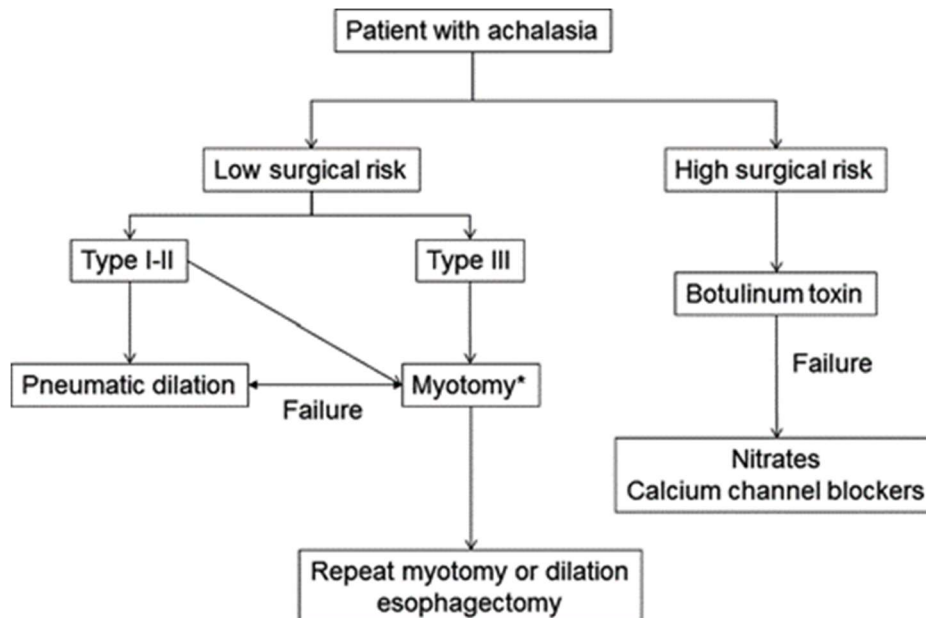 Patient with achalasia
Low surgical risk
High surgical risk
Type I-II
Type III
Botulinum toxin
Failure
Pneumatic dilation
Myotomy*
Failure
Nitrates
Calcium channel blockers
Repeat myotomy or dilation
esophagectomy